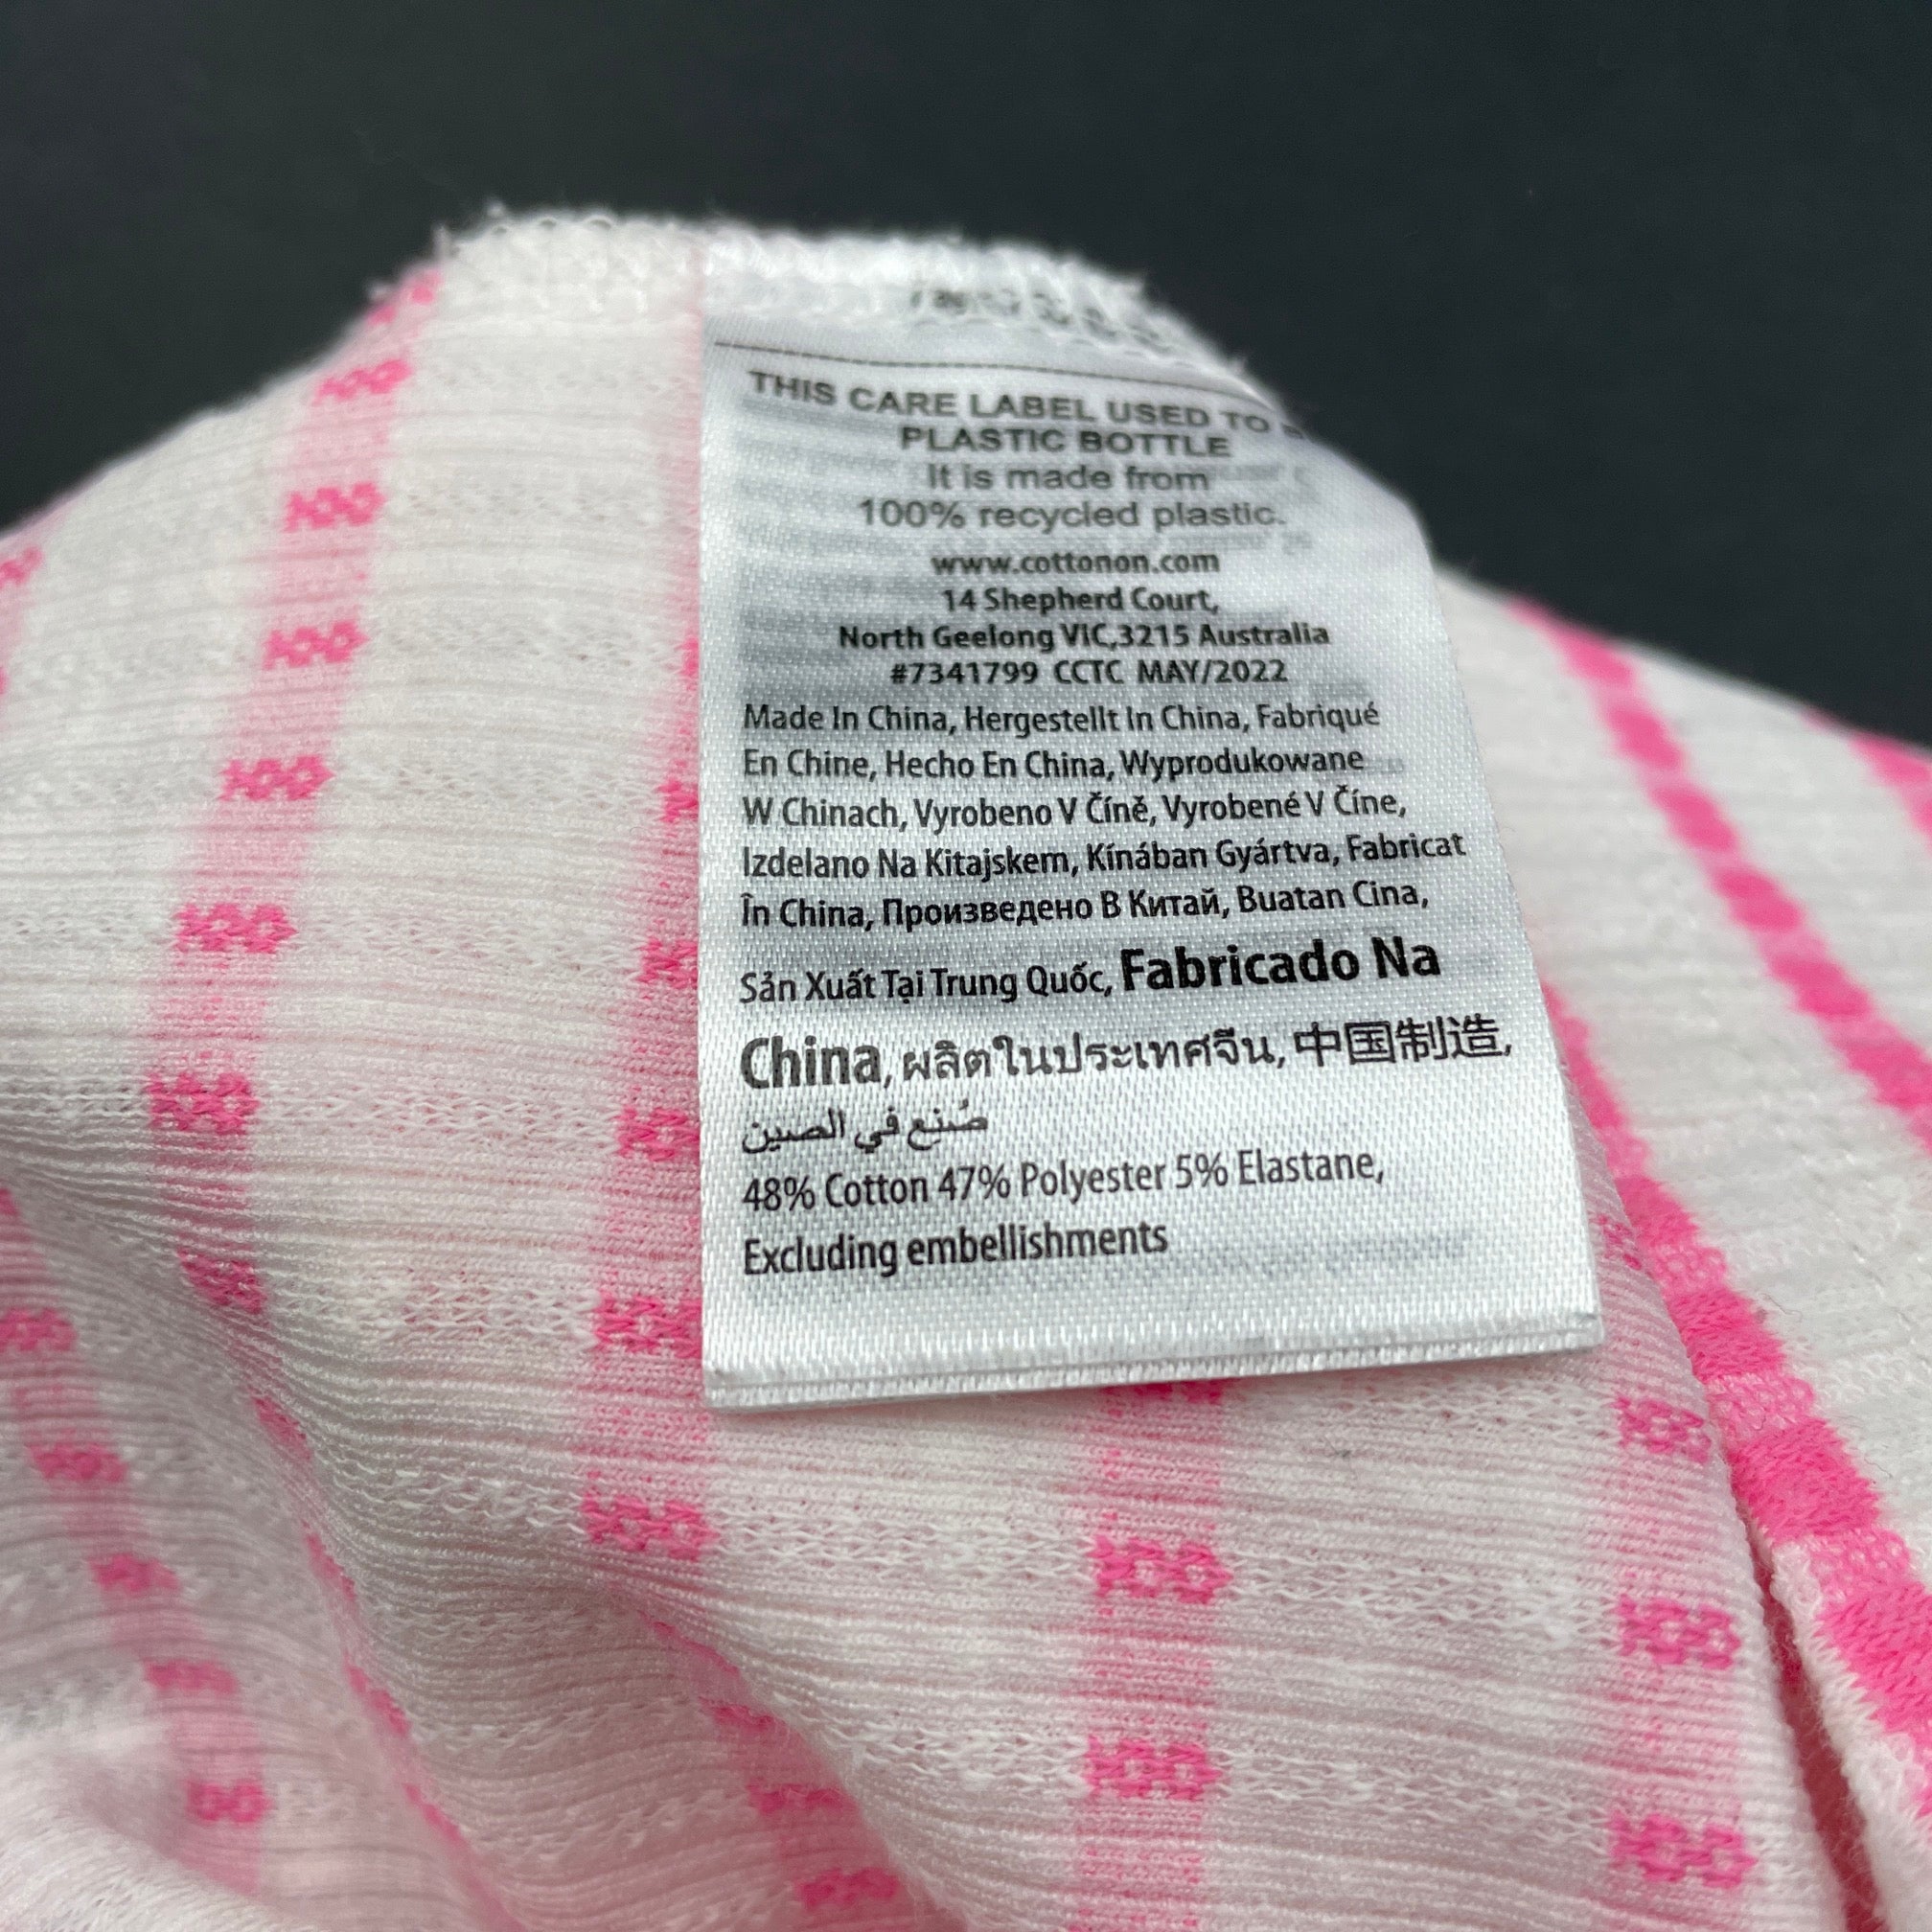 THIS CARE LABEL USED TO
PLASTIC BOTTLE
It is made from
100% recycled plastic.
www.cottonon.com
14 Shepherd Court,
North Geelong VIC,3215 Australia
#7341799 CCTC MAY/2022
Made In China, Hergestellt In China, Fabriqué
En Chine, Hecho En China, Wyprodukowane
W Chinach, Vyrobeno V Číně, Vyrobené V Číne,
Izdelano Na Kitajskem, Kínában Gyártva, Fabricat
În China, Произведено В Китай, Buatan Cina,
Sản Xuất Tại Trung Quốc, Fabricado Na
China, ผลิตในประเทศจีน, 中国制造,
صُنع في الصين
48% Cotton 47% Polyester 5% Elastane,
Excluding embellishments